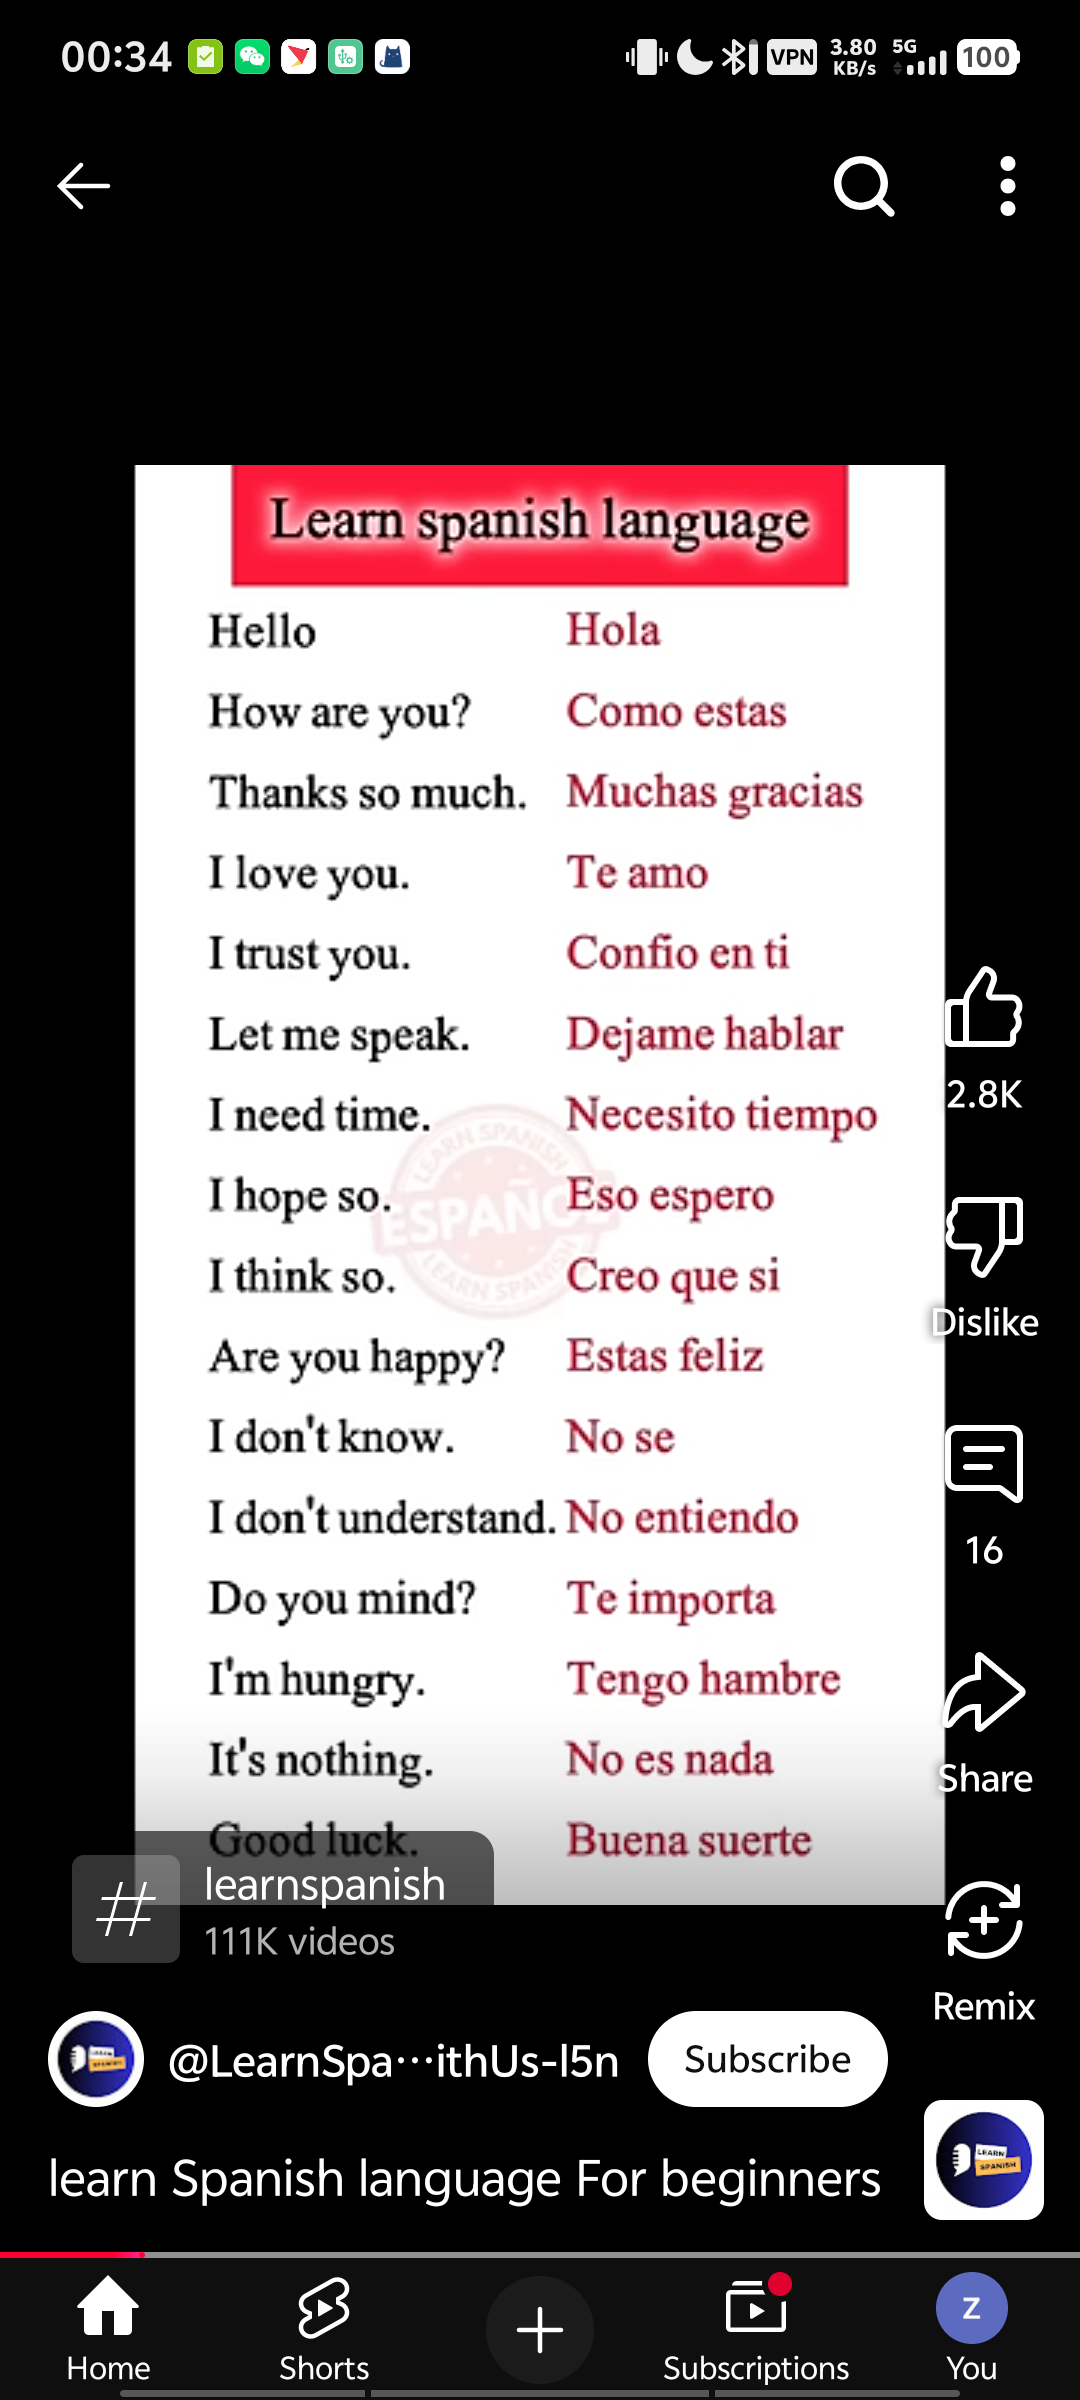 00:34
VPN
3.80
KB/s
5G
100
Learn spanish language
Hello Hola
How are you? Como estas
Thanks so much. Muchas gracias
I love you. Te amo
I trust you. Confio en ti
Let me speak. Dejame hablar
I need time. Necesito tiempo
I hope so. Eso espero
I think so. Creo que si
Are you happy? Estas feliz
I don't know. No se
I don't understand. No entiendo
Do you mind? Te importa
I'm hungry. Tengo hambre
It's nothing. No es nada
Good luck. Buena suerte
LEARN SPANISH
ESPAÑOL
LEARN SPANISH
2.8K
Dislike
16
Share
Remix
#
learnspanish
111K videos
@LearnSpa···ithUs-l5n
Subscribe
LEARN
SPANISH
learn Spanish language For beginners
Home
Shorts
Subscriptions
Z
You